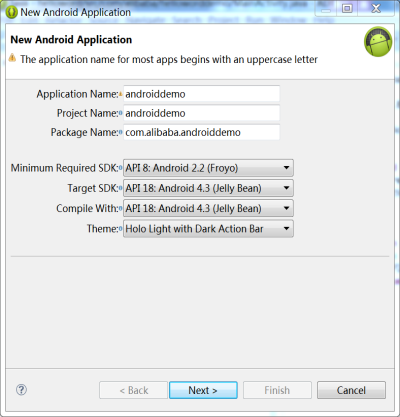 New Android Application
New Android Application
The application name for most apps begins with an uppercase letter
Application Name: androiddemo
Project Name: androiddemo
Package Name: com.alibaba.androiddemo
Minimum Required SDK: API 8: Android 2.2 (Froyo)
Target SDK: API 18: Android 4.3 (Jelly Bean)
Compile With: API 18: Android 4.3 (Jelly Bean)
Theme: Holo Light with Dark Action Bar
? < Back Next > Finish Cancel